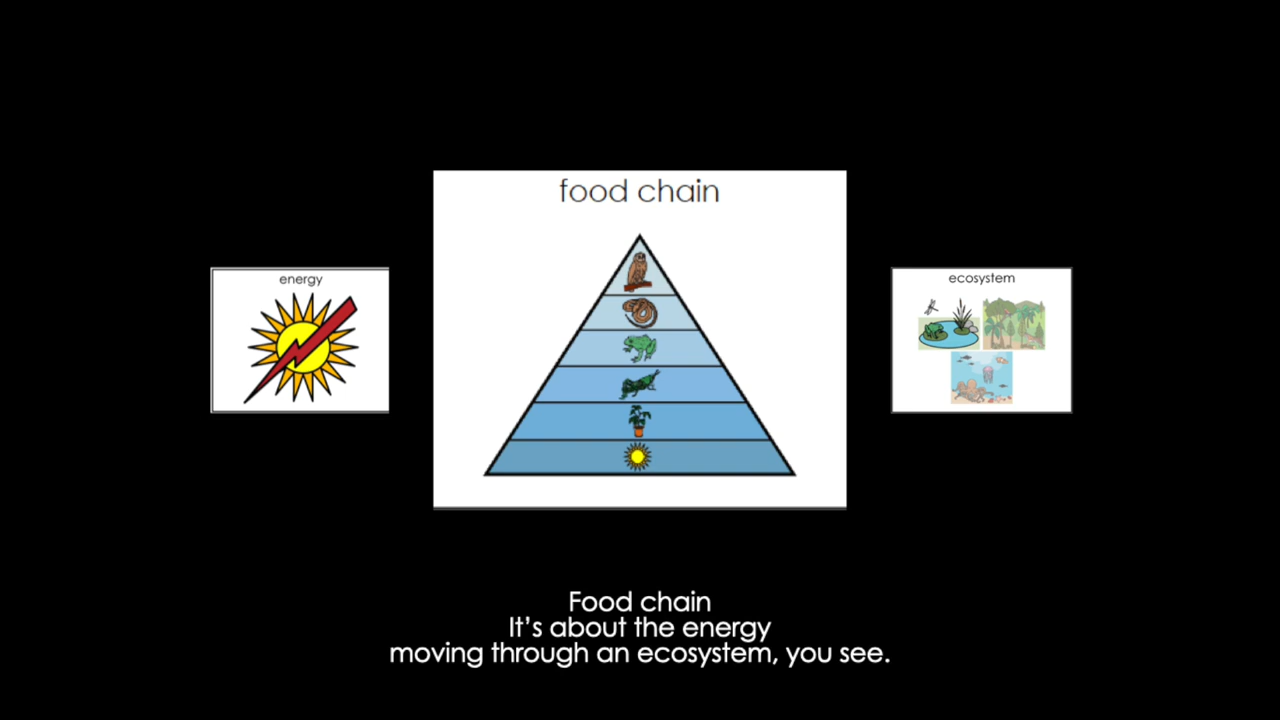 food chain
energy
ecosystem
Food chain
It's about the energy
moving through an ecosystem, you see.